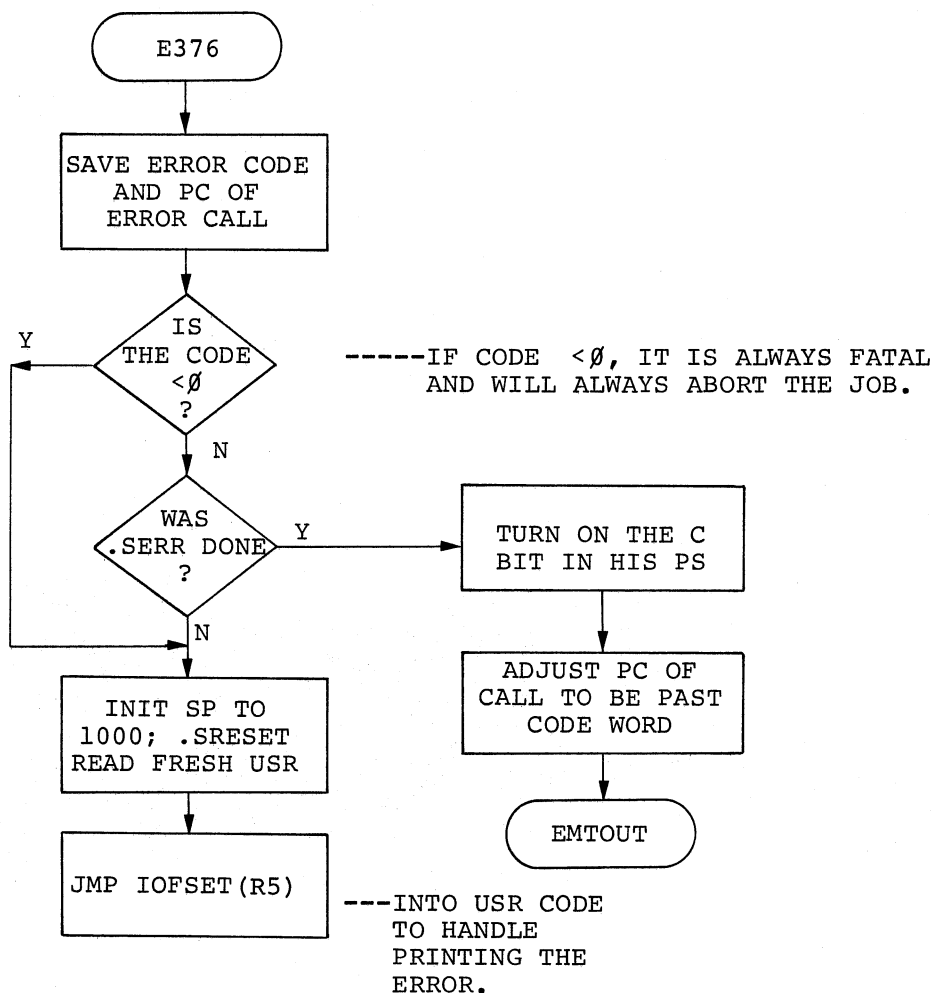 E376
SAVE ERROR CODE
AND PC OF
ERROR CALL
IS
THE CODE
<Ø
?
Y
N
-----IF CODE <Ø, IT IS ALWAYS FATAL
AND WILL ALWAYS ABORT THE JOB.
WAS
.SERR DONE
?
Y
N
TURN ON THE C
BIT IN HIS PS
ADJUST PC OF
CALL TO BE PAST
CODE WORD
EMTOUT
INIT SP TO
1000; .SRESET
READ FRESH USR
JMP IOFSET(R5)
---INTO USR CODE
TO HANDLE
PRINTING THE
ERROR.